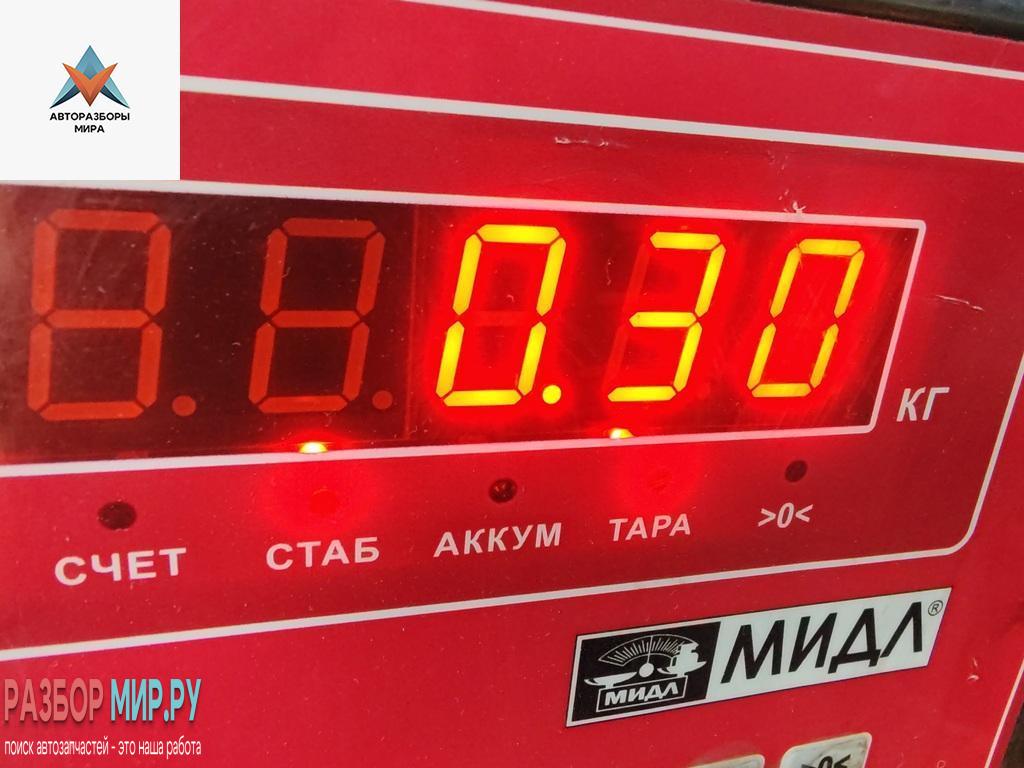 АВТОРАЗБОРЫ
МИРА
0.30
КГ
СЧЕТ
СТАБ
АККУМ
ТАРА
>0<
МИДЛ
МИДЛ®
РАЗБОР МИР.РУ
поиск автозапчастей - это наша работа
>0<